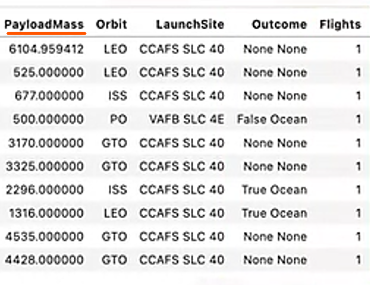 PayloadMass Orbit LaunchSite Outcome Flights
6104.959412 LEO CCAFS SLC 40 None None 1
525.000000 LEO CCAFS SLC 40 None None 1
677.000000 ISS CCAFS SLC 40 None None 1
500.000000 PO VAFB SLC 4E False Ocean 1
3170.000000 GTO CCAFS SLC 40 None None 1
3325.000000 GTO CCAFS SLC 40 None None 1
2296.000000 ISS CCAFS SLC 40 True Ocean 1
1316.000000 LEO CCAFS SLC 40 True Ocean 1
4535.000000 GTO CCAFS SLC 40 None None 1
4428.000000 GTO CCAFS SLC 40 None None 1